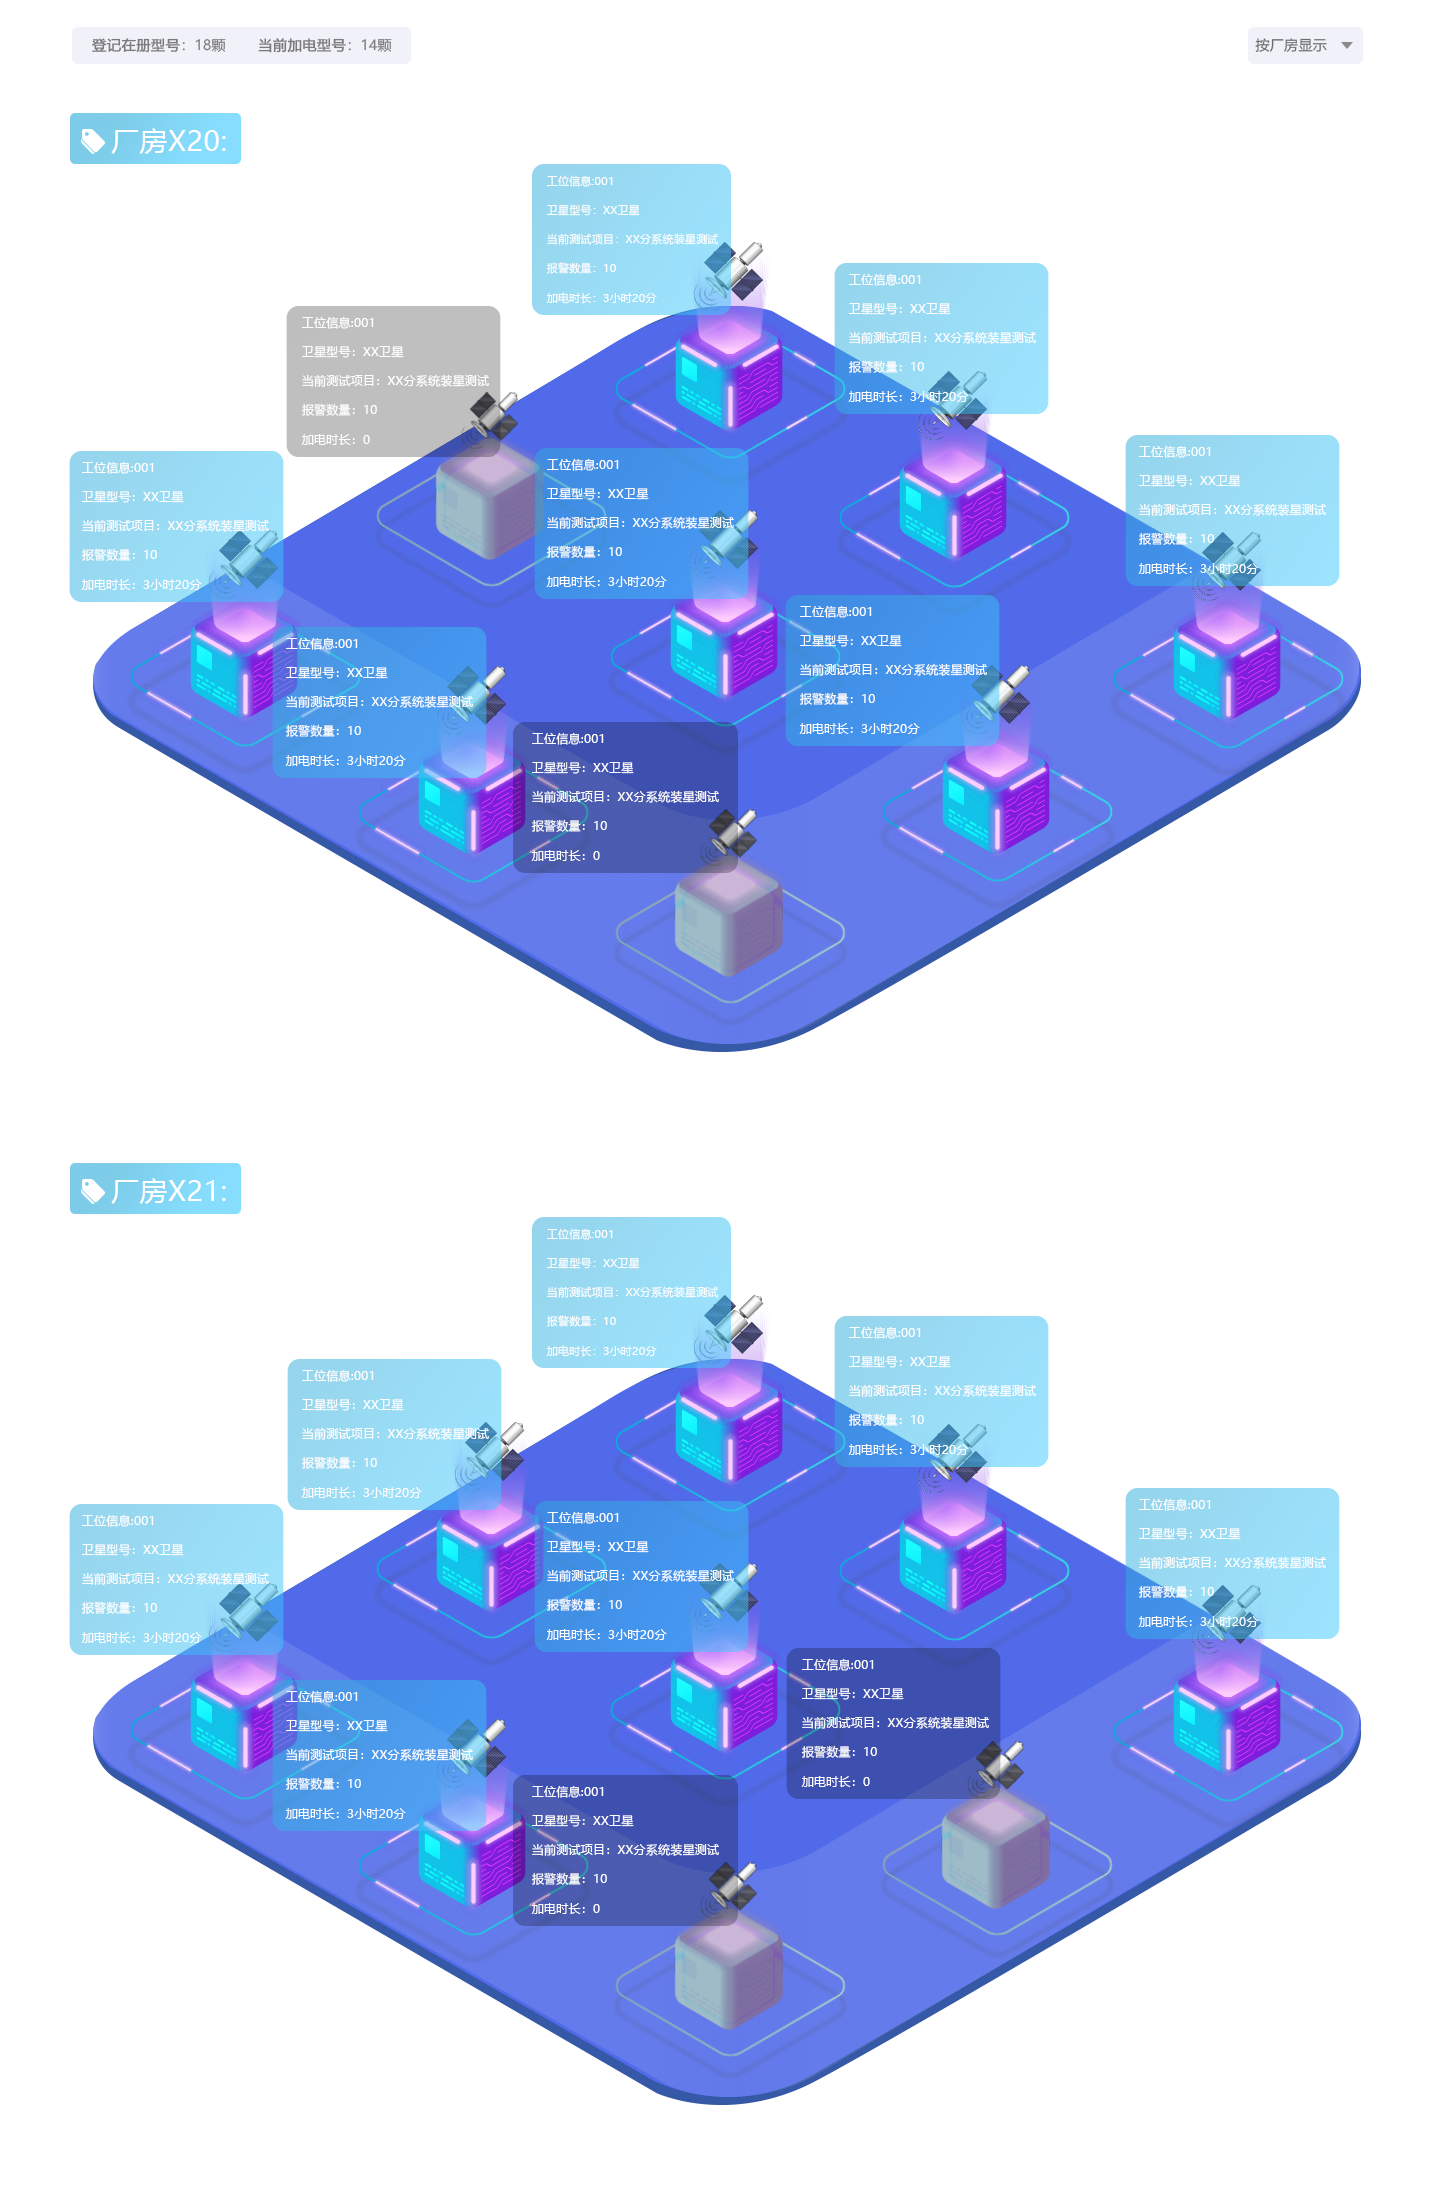 登记在册型号：18颗
当前加电型号：14颗
按厂房显示
厂房X20:
工位信息:001
卫星型号：XX卫星
当前测试项目：XX分系统装星测试
报警数量：10
加电时长：3小时20分
工位信息:001
卫星型号：XX卫星
当前测试项目：XX分系统装星测试
报警数量：10
加电时长：3小时20分
工位信息:001
卫星型号：XX卫星
当前测试项目：XX分系统装星测试
报警数量：10
加电时长：0
工位信息:001
卫星型号：XX卫星
当前测试项目：XX分系统装星测试
报警数量：10
加电时长：3小时20分
工位信息:001
卫星型号：XX卫星
当前测试项目：XX分系统装星测试
报警数量：10
加电时长：3小时20分
工位信息:001
卫星型号：XX卫星
当前测试项目：XX分系统装星测试
报警数量：10
加电时长：3小时20分
工位信息:001
卫星型号：XX卫星
当前测试项目：XX分系统装星测试
报警数量：10
加电时长：3小时20分
工位信息:001
卫星型号：XX卫星
当前测试项目：XX分系统装星测试
报警数量：10
加电时长：3小时20分
工位信息:001
卫星型号：XX卫星
当前测试项目：XX分系统装星测试
报警数量：10
加电时长：0
厂房X21:
工位信息:001
卫星型号：XX卫星
当前测试项目：XX分系统装星测试
报警数量：10
加电时长：3小时20分
工位信息:001
卫星型号：XX卫星
当前测试项目：XX分系统装星测试
报警数量：10
加电时长：3小时20分
工位信息:001
卫星型号：XX卫星
当前测试项目：XX分系统装星测试
报警数量：10
加电时长：3小时20分
工位信息:001
卫星型号：XX卫星
当前测试项目：XX分系统装星测试
报警数量：10
加电时长：3小时20分
工位信息:001
卫星型号：XX卫星
当前测试项目：XX分系统装星测试
报警数量：10
加电时长：3小时20分
工位信息:001
卫星型号：XX卫星
当前测试项目：XX分系统装星测试
报警数量：10
加电时长：3小时20分
工位信息:001
卫星型号：XX卫星
当前测试项目：XX分系统装星测试
报警数量：10
加电时长：0
工位信息:001
卫星型号：XX卫星
当前测试项目：XX分系统装星测试
报警数量：10
加电时长：3小时20分
工位信息:001
卫星型号：XX卫星
当前测试项目：XX分系统装星测试
报警数量：10
加电时长：0